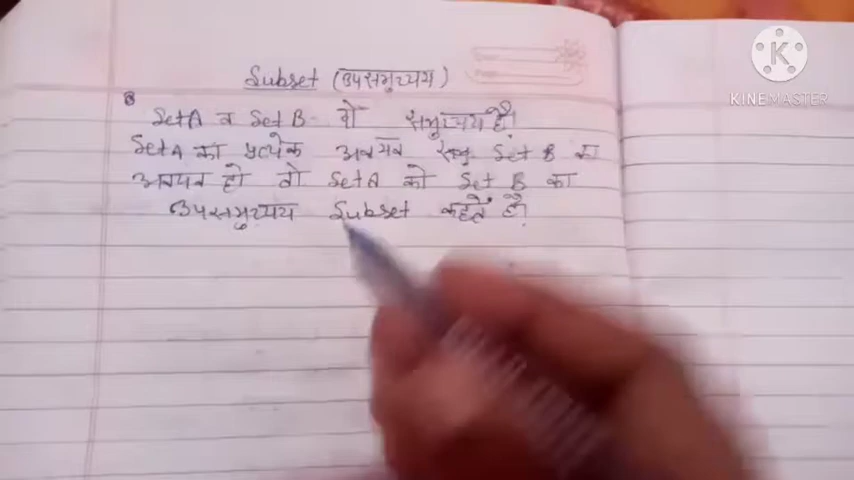 Subset (उपसमुच्चय)
Set A व Set B दो समुच्चय है।
Set A का प्रत्येक अवयव Set B का
अवयव हो तो Set A को Set B का
उपसमुच्चय Subset कहते है।
KINEMASTER